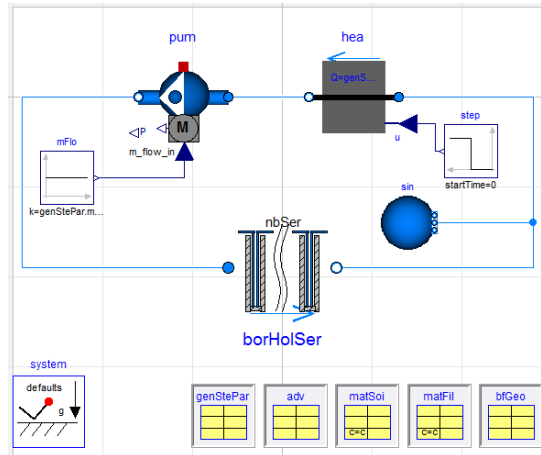 pum
hea
Q=genS...
step
mFlo
P
M
m_flow_in
u
k=genStePar.m...
startTime=0
sin
nbSer
borHolSer
system
defaults
g
genStePar
adv
matSoi
matFil
bfGeo
c=c
c=c